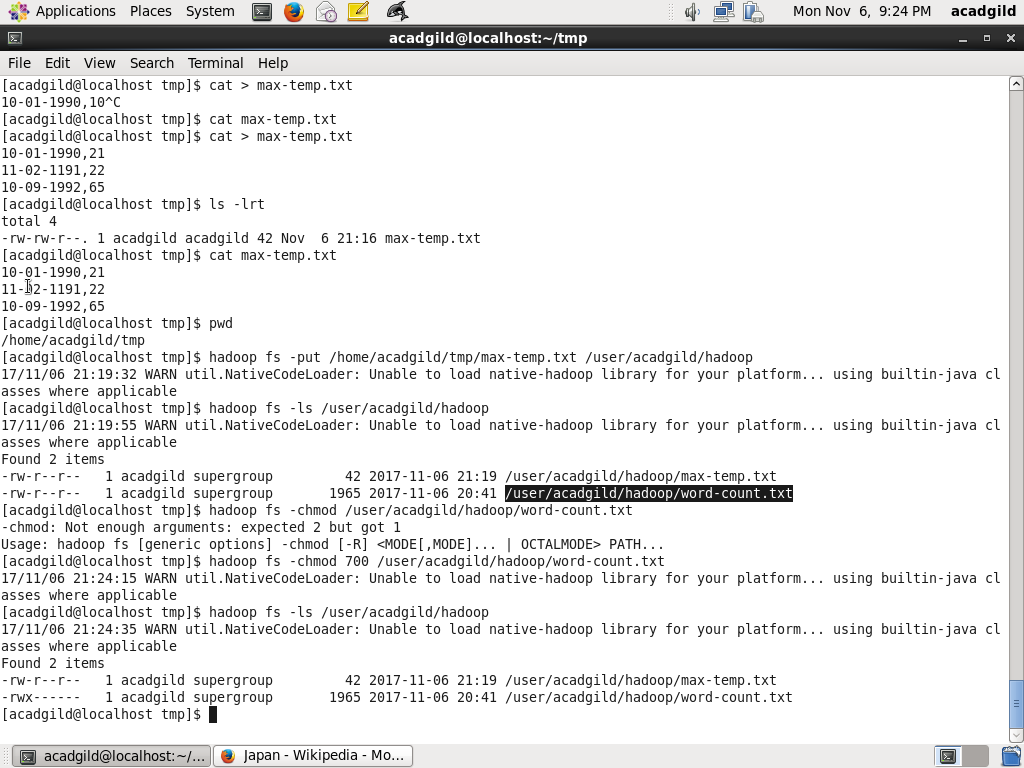 Applications Places System Mon Nov 6, 9:24 PM acadgild
acadgild@localhost:~/tmp
File Edit View Search Terminal Help
[acadgild@localhost tmp]$ cat > max-temp.txt
10-01-1990,10^C
[acadgild@localhost tmp]$ cat max-temp.txt
[acadgild@localhost tmp]$ cat > max-temp.txt
10-01-1990,21
11-02-1191,22
10-09-1992,65
[acadgild@localhost tmp]$ ls -lrt
total 4
-rw-rw-r--. 1 acadgild acadgild 42 Nov  6 21:16 max-temp.txt
[acadgild@localhost tmp]$ cat max-temp.txt
10-01-1990,21
11-02-1191,22
10-09-1992,65
[acadgild@localhost tmp]$ pwd
/home/acadgild/tmp
[acadgild@localhost tmp]$ hadoop fs -put /home/acadgild/tmp/max-temp.txt /user/acadgild/hadoop
17/11/06 21:19:32 WARN util.NativeCodeLoader: Unable to load native-hadoop library for your platform... using builtin-java cl
asses where applicable
[acadgild@localhost tmp]$ hadoop fs -ls /user/acadgild/hadoop
17/11/06 21:19:55 WARN util.NativeCodeLoader: Unable to load native-hadoop library for your platform... using builtin-java cl
asses where applicable
Found 2 items
-rw-r--r--   1 acadgild supergroup         42 2017-11-06 21:19 /user/acadgild/hadoop/max-temp.txt
-rw-r--r--   1 acadgild supergroup       1965 2017-11-06 20:41 /user/acadgild/hadoop/word-count.txt
[acadgild@localhost tmp]$ hadoop fs -chmod /user/acadgild/hadoop/word-count.txt
-chmod: Not enough arguments: expected 2 but got 1
Usage: hadoop fs [generic options] -chmod [-R] <MODE[,MODE]... | OCTALMODE> PATH...
[acadgild@localhost tmp]$ hadoop fs -chmod 700 /user/acadgild/hadoop/word-count.txt
17/11/06 21:24:15 WARN util.NativeCodeLoader: Unable to load native-hadoop library for your platform... using builtin-java cl
asses where applicable
[acadgild@localhost tmp]$ hadoop fs -ls /user/acadgild/hadoop
17/11/06 21:24:35 WARN util.NativeCodeLoader: Unable to load native-hadoop library for your platform... using builtin-java cl
asses where applicable
Found 2 items
-rw-r--r--   1 acadgild supergroup         42 2017-11-06 21:19 /user/acadgild/hadoop/max-temp.txt
-rwx------   1 acadgild supergroup       1965 2017-11-06 20:41 /user/acadgild/hadoop/word-count.txt
[acadgild@localhost tmp]$
acadgild@localhost:~/... Japan - Wikipedia - Mo...